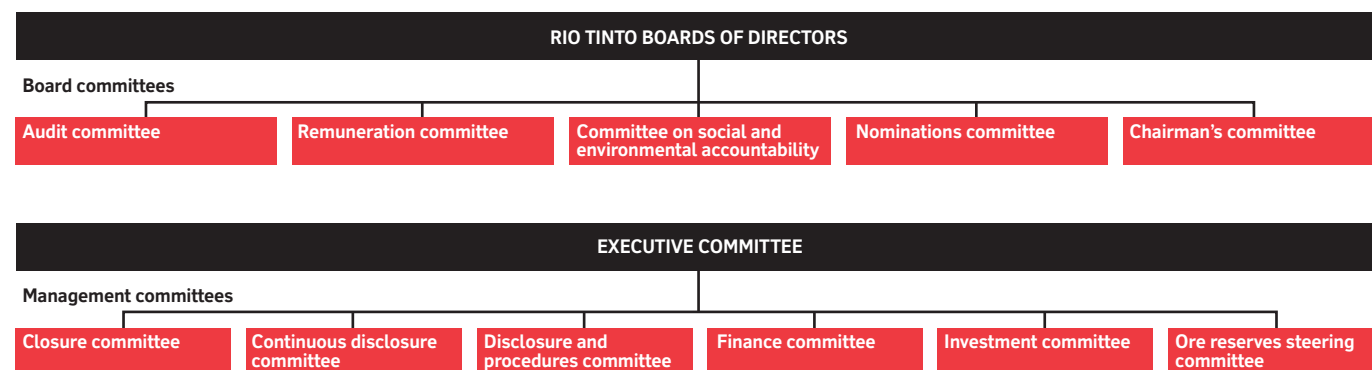 RIO TINTO BOARDS OF DIRECTORS
Board committees
Audit committee
Remuneration committee
Committee on social and
environmental accountability
Nominations committee
Chairman’s committee
EXECUTIVE COMMITTEE
Management committees
Closure committee
Continuous disclosure
committee
Disclosure and
procedures committee
Finance committee
Investment committee
Ore reserves steering
committee